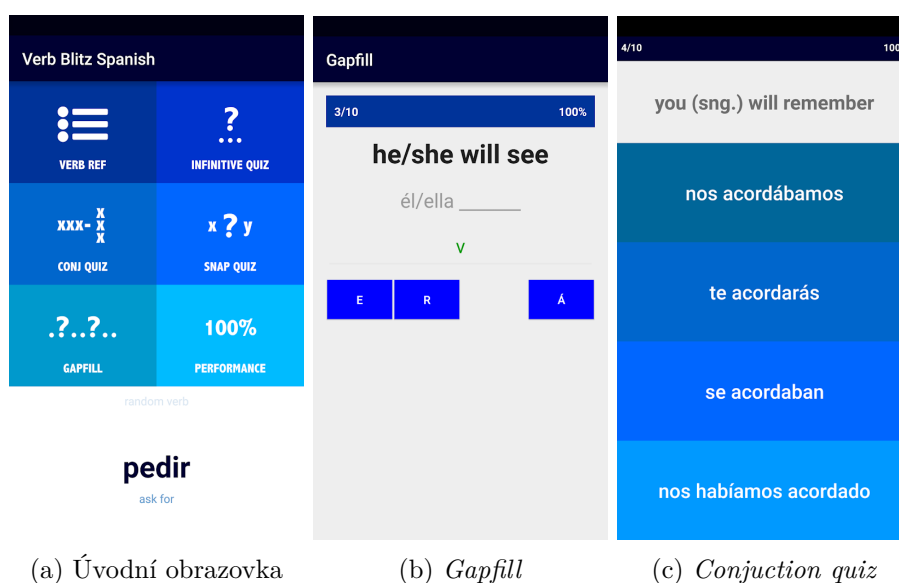 Verb Blitz Spanish
VERB REF
?
...
INFINITIVE QUIZ
xxx- x x x
CONJ QUIZ
x ? y
SNAP QUIZ
.?..?..
GAPFILL
100%
PERFORMANCE
random verb
pedir
ask for
(a) Úvodní obrazovka
Gapfill
3/10 100%
he/she will see
él/ella ______
V
E R Á
(b) Gapfill
4/10 100
you (sng.) will remember
nos acordábamos
te acordarás
se acordaban
nos habíamos acordado
(c) Conjuction quiz